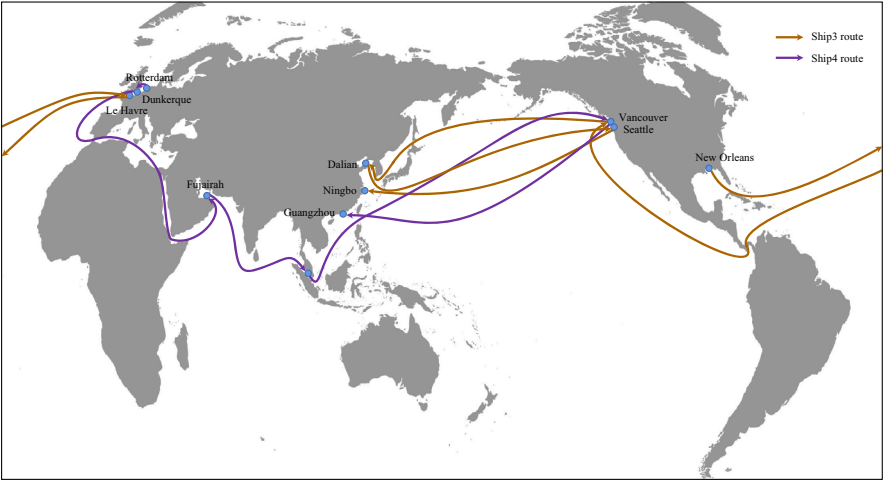 Ship3 route
Ship4 route
Rotterdam
Dunkerque
Le Havre
Vancouver
Seattle
New Orleans
Dalian
Fujairah
Ningbo
Guangzhou